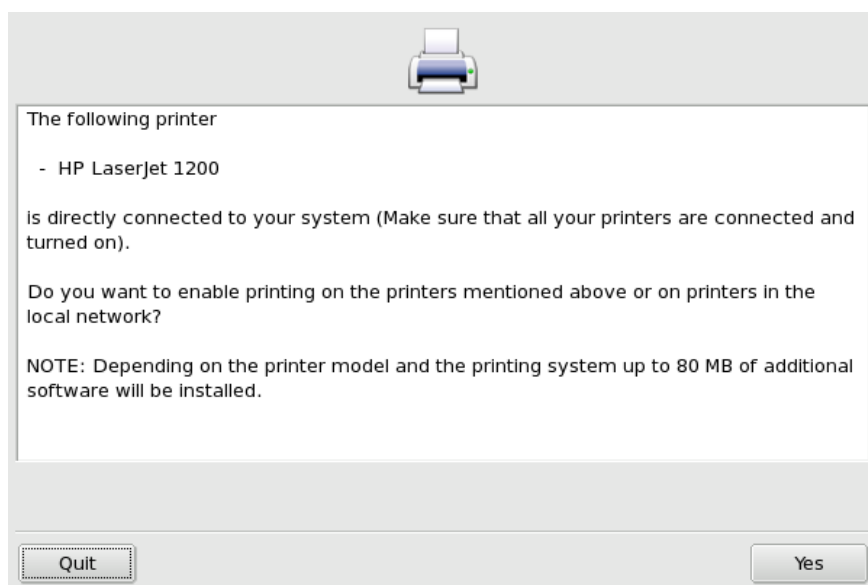 The following printer
- HP LaserJet 1200
is directly connected to your system (Make sure that all your printers are connected and
turned on).
Do you want to enable printing on the printers mentioned above or on printers in the
local network?
NOTE: Depending on the printer model and the printing system up to 80 MB of additional
software will be installed.
Quit
Yes